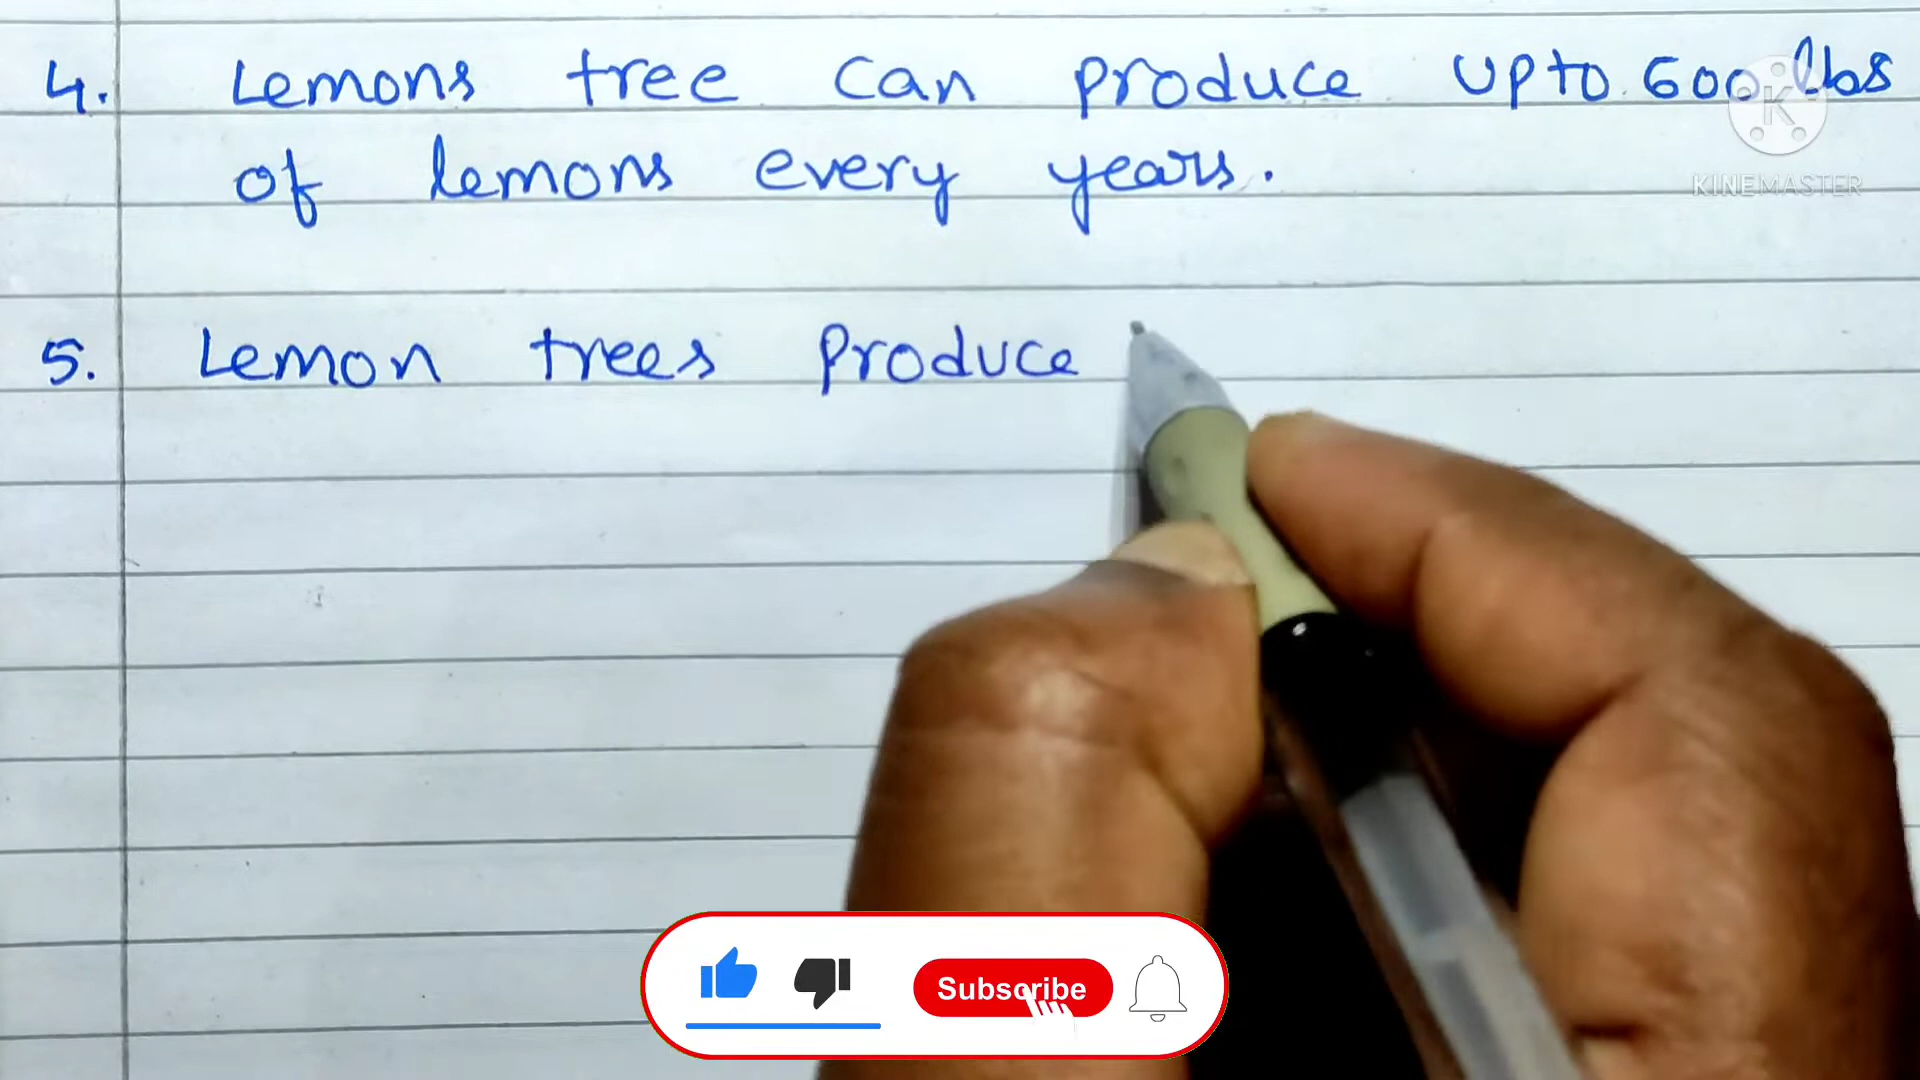 4. Lemons tree can produce upto 600 lbs
of lemons every years.
KINEMASTER
5. Lemon trees produce
Subscribe